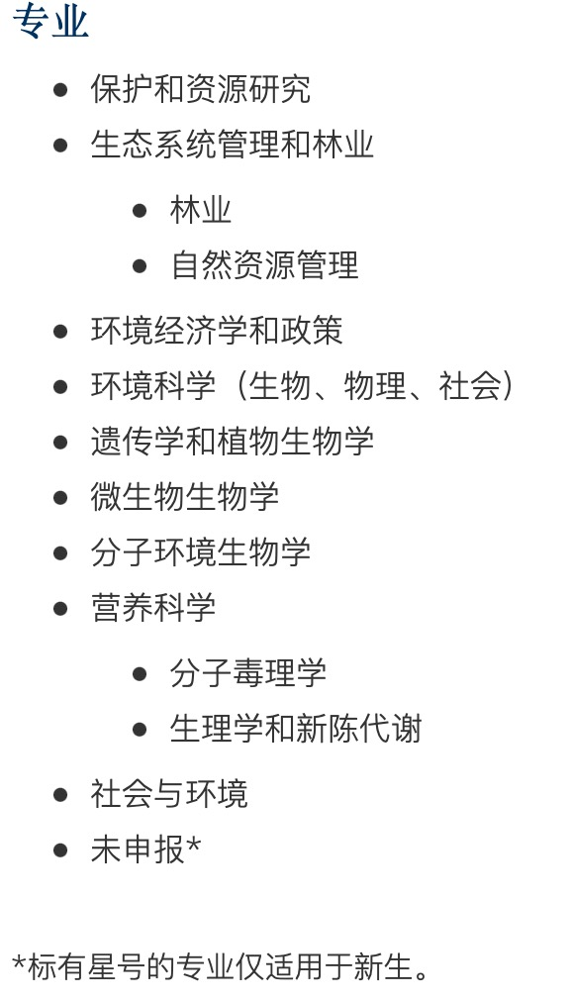 专业
保护和资源研究
生态系统管理和林业
林业
自然资源管理
环境经济学和政策
环境科学（生物、物理、社会）
遗传学和植物生物学
微生物生物学
分子环境生物学
营养科学
分子毒理学
生理学和新陈代谢
社会与环境
未申报*
*标有星号的专业仅适用于新生。